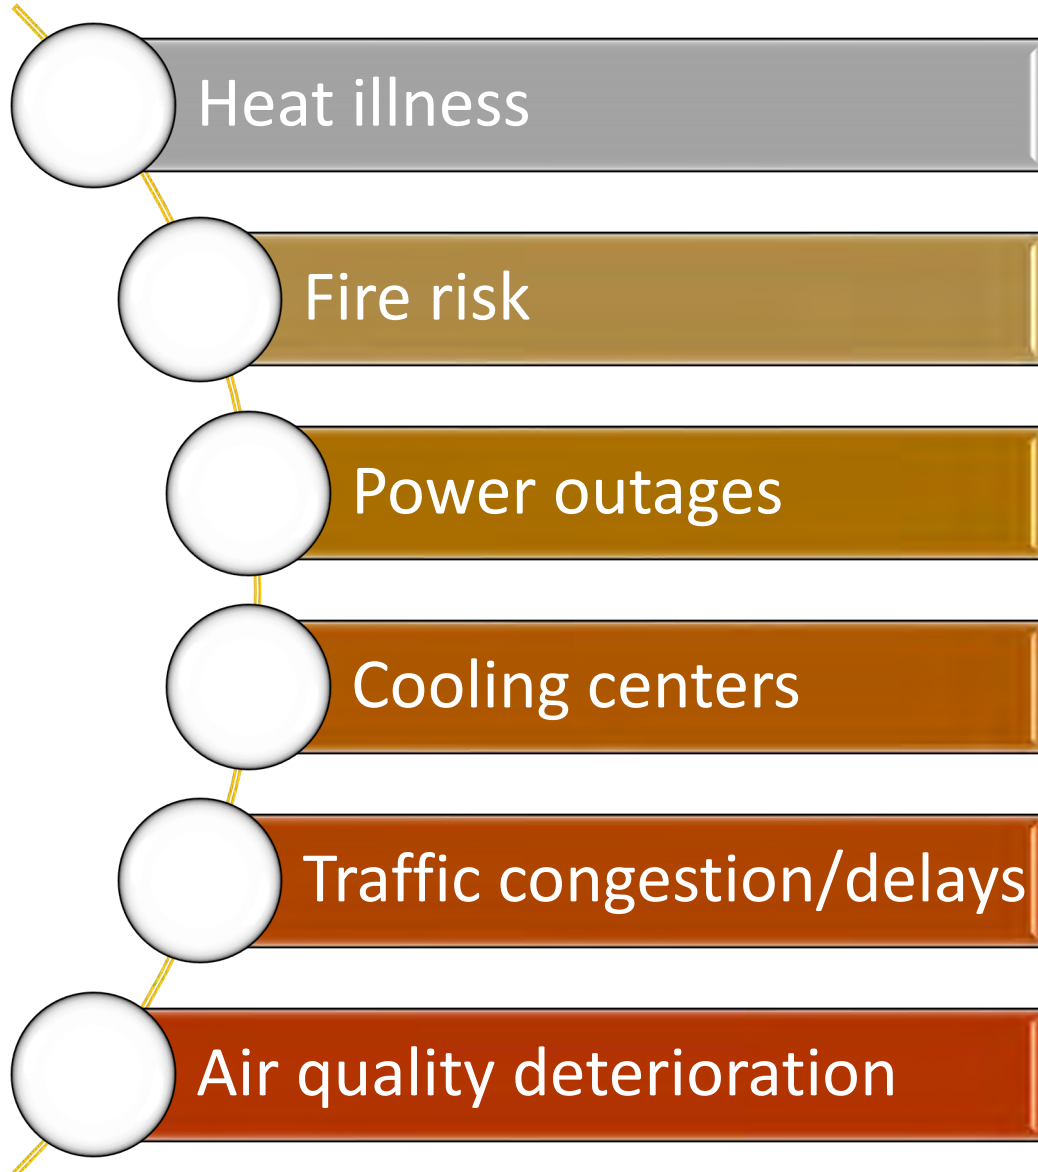 Heat illness
Fire risk
Power outages
Cooling centers
Traffic congestion/delays
Air quality deterioration